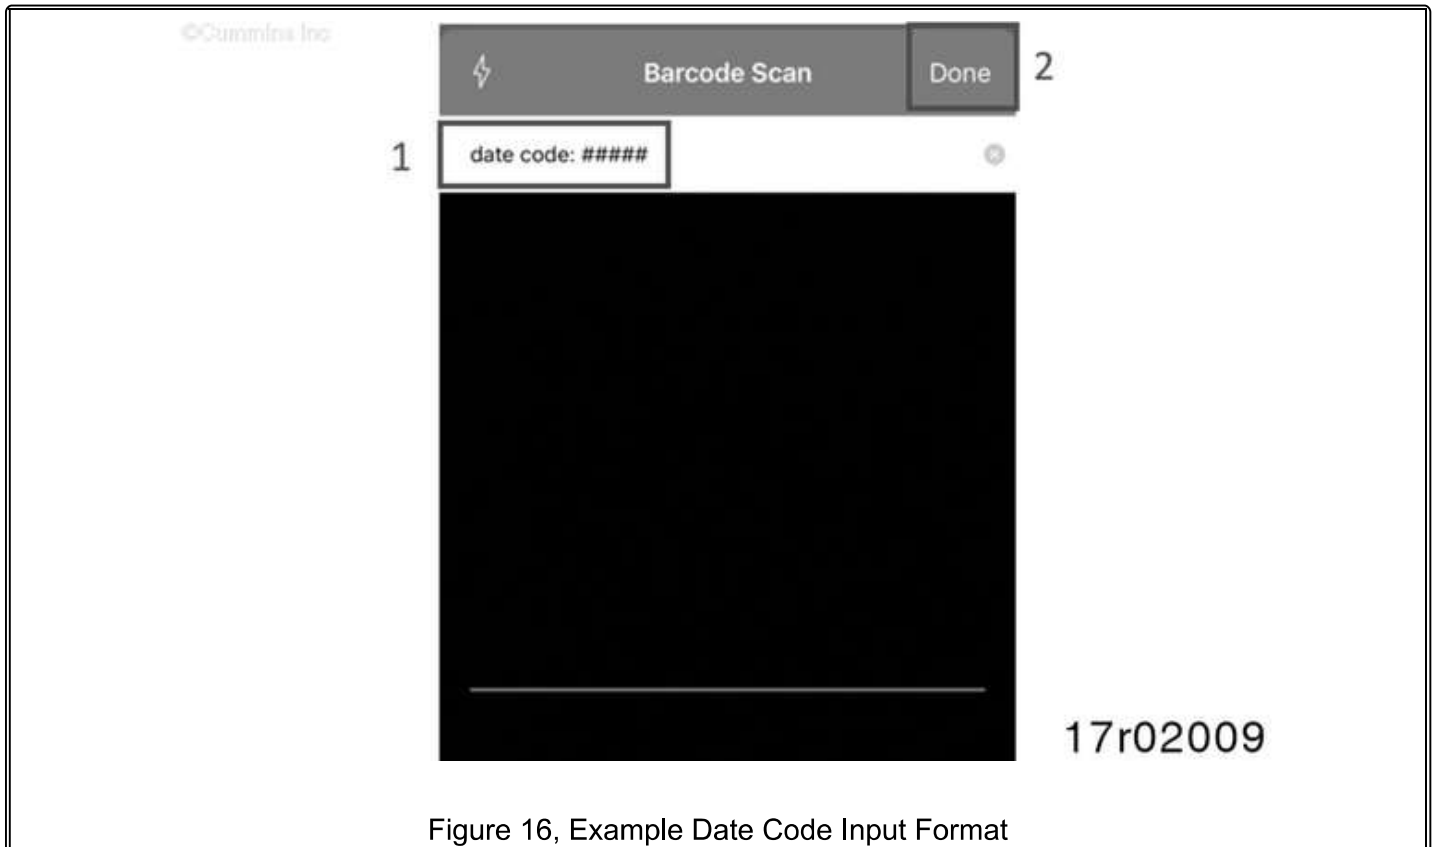 ©Cummins Inc
Barcode Scan
Done
2
1
date code: #####
17r02009
Figure 16, Example Date Code Input Format